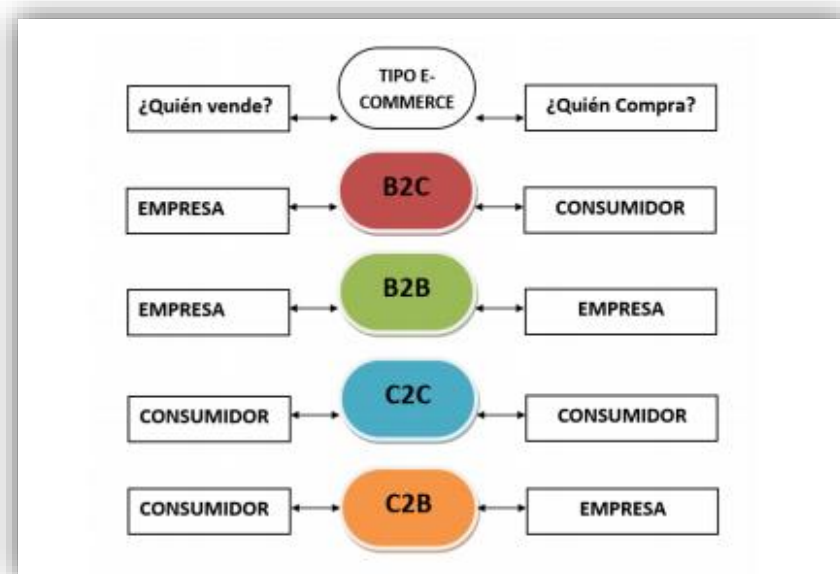 ¿Quién vende?
TIPO E-
COMMERCE
¿Quién Compra?
EMPRESA
B2C
CONSUMIDOR
EMPRESA
B2B
EMPRESA
CONSUMIDOR
C2C
CONSUMIDOR
CONSUMIDOR
C2B
EMPRESA